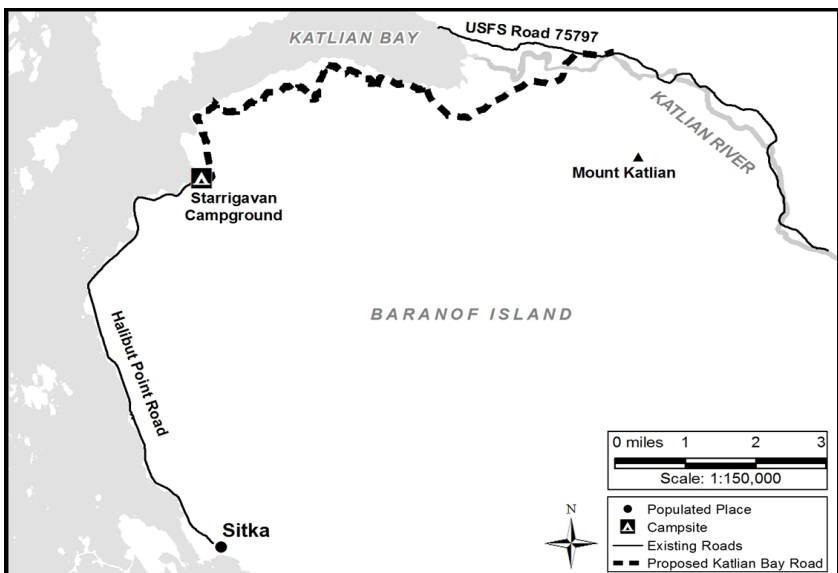 USFS Road 75797
KATLIAN BAY
KATLIAN RIVER
Mount Katlian
Starrigavan
Campground
BARANOF ISLAND
Halibut Point Road
Sitka
0 miles 1 2 3
Scale: 1:150,000
N
Populated Place
Campsite
Existing Roads
Proposed Katlian Bay Road